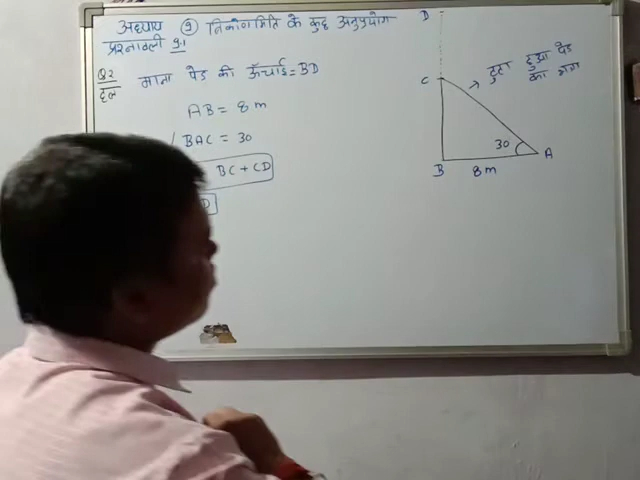 अध्याय 9 त्रिकोणमिति के कुछ अनुप्रयोग
प्रश्नावली 9.1
Q2 माना पेड की ऊँचाई = BD
हल
AB = 8 m
BAC = 30
BC + CD
D
D
C
टुटा हुआ पेड
का भाग
30
A
B
8m